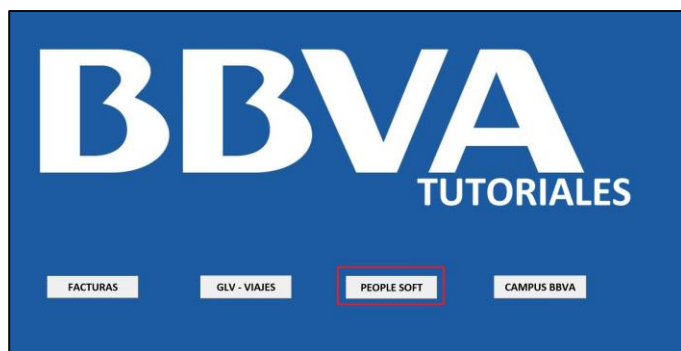 BBVA
TUTORIALES
FACTURAS GLV - VIAJES PEOPLE SOFT CAMPUS BBVA